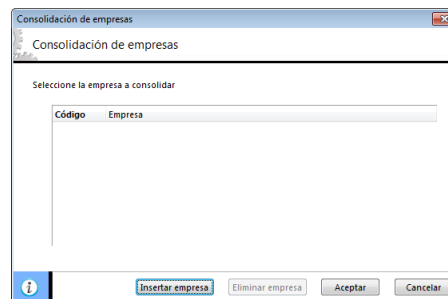 Consolidación de empresas
Consolidación de empresas
Seleccione la empresa a consolidar
Código Empresa
Insertar empresa Eliminar empresa Aceptar Cancelar